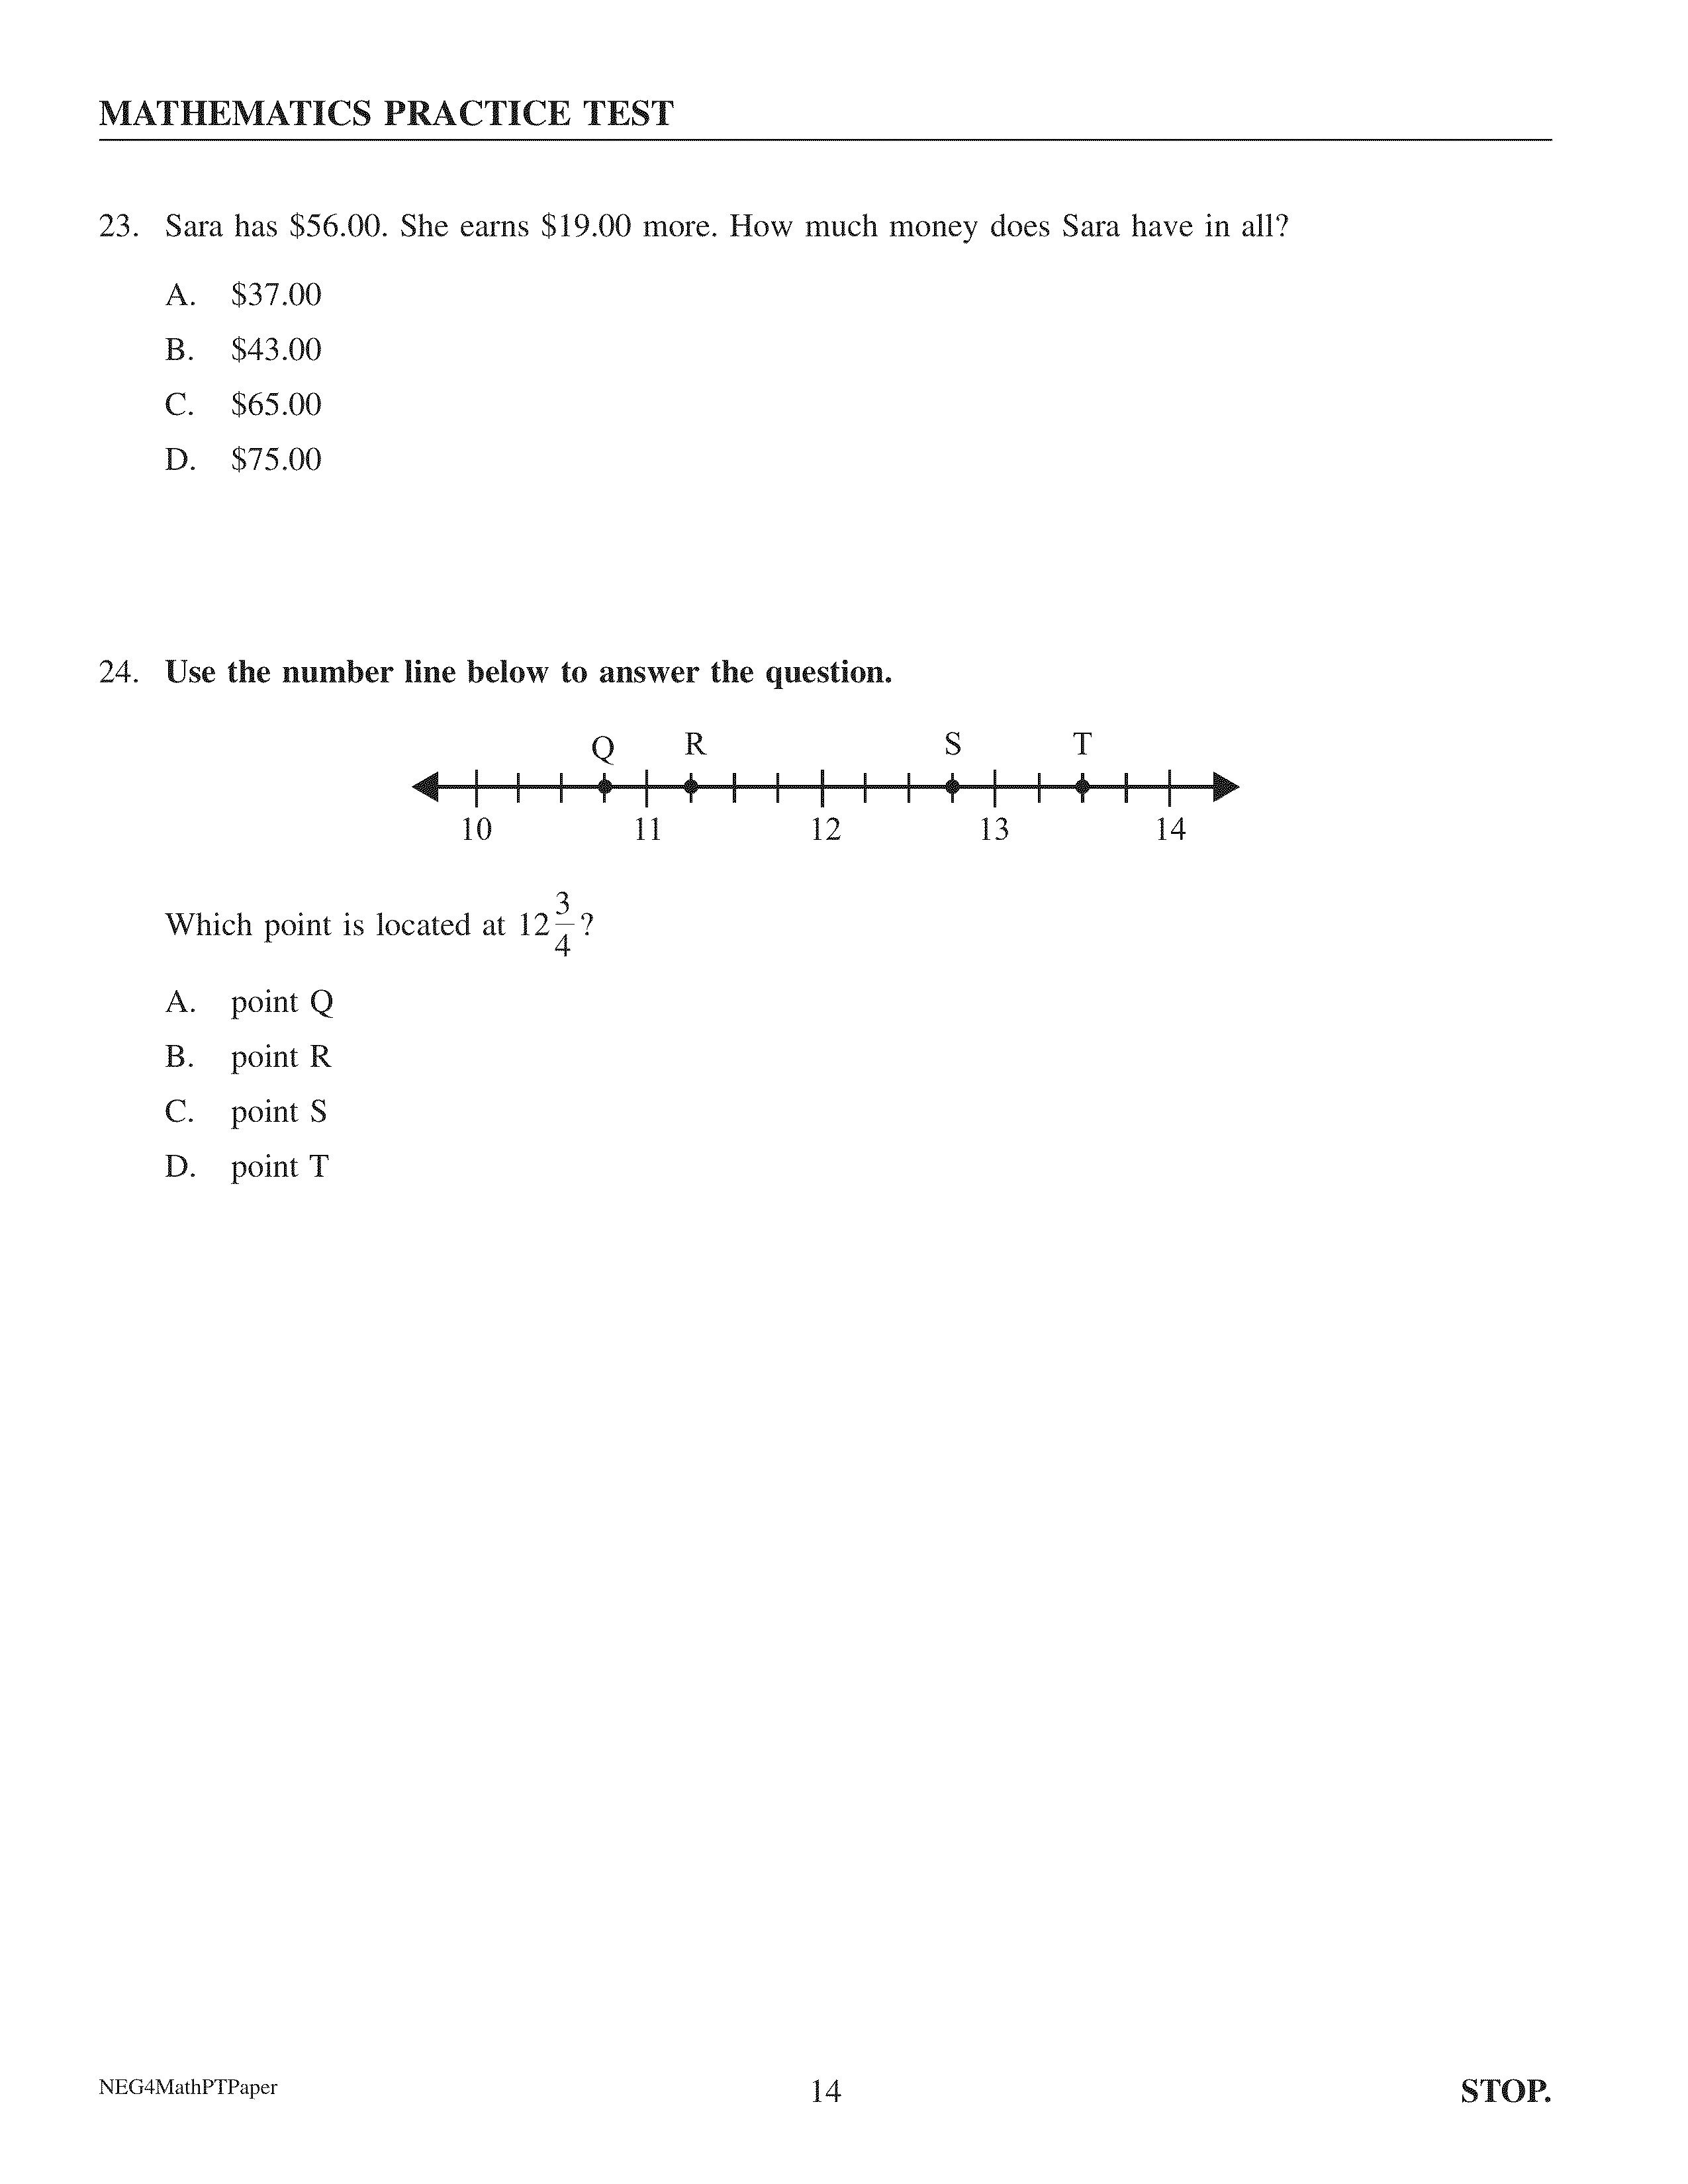 MATHEMATICS PRACTICE TEST
23. Sara has $56.00. She earns $19.00 more. How much money does Sara have in all?
A. $37.00
B. $43.00
C. $65.00
D. $75.00
24. Use the number line below to answer the question.
Q R S T
10 11 12 13 14
Which point is located at 12 3/4?
A. point Q
B. point R
C. point S
D. point T
NEG4MathPTPaper 14 STOP.